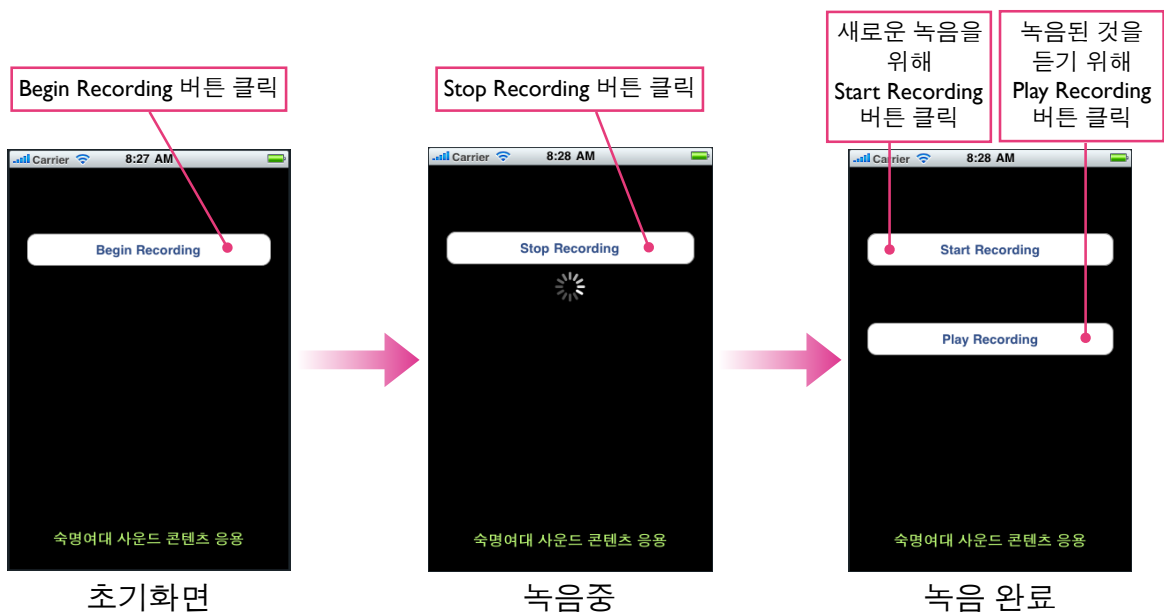 Begin Recording 버튼 클릭
Carrier 8:27 AM
Begin Recording
숙명여대 사운드 콘텐츠 응용
초기화면
Stop Recording 버튼 클릭
Carrier 8:28 AM
Stop Recording
숙명여대 사운드 콘텐츠 응용
녹음중
새로운 녹음을
위해
Start Recording
버튼 클릭
녹음된 것을
듣기 위해
Play Recording
버튼 클릭
Carrier 8:28 AM
Start Recording
Play Recording
숙명여대 사운드 콘텐츠 응용
녹음 완료